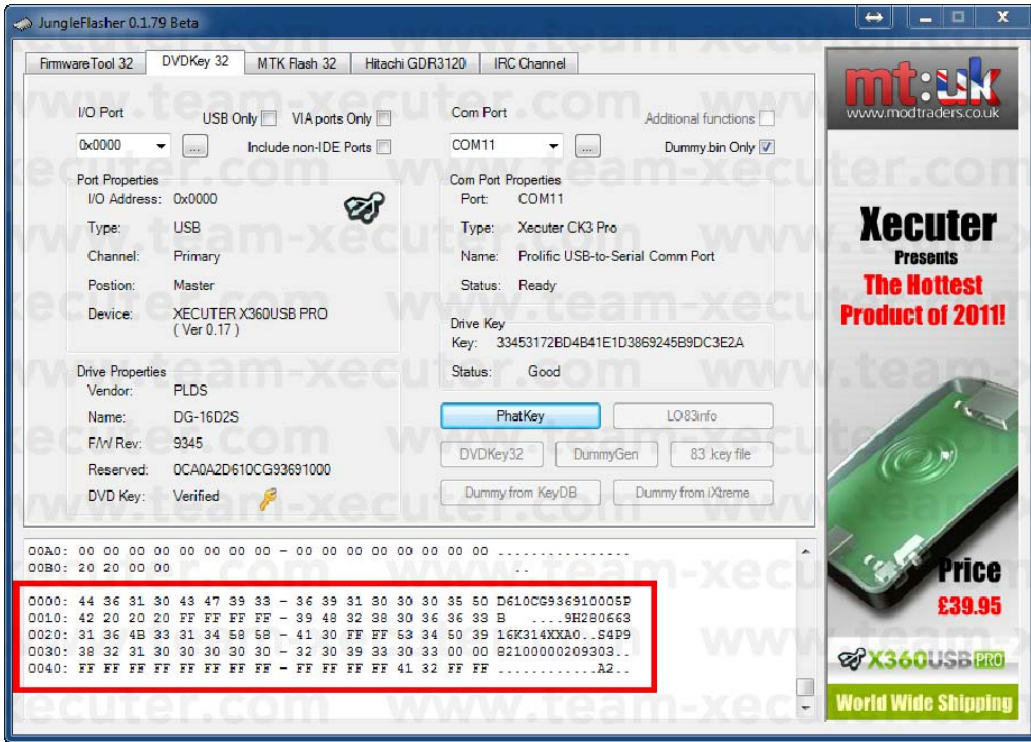 JungleFlasher 0.1.79 Beta
FirmwareTool 32 DVDKey 32 MTK Flash 32 Hitachi GDR3120 IRC Channel
I/O Port USB Only VIA ports Only
0x0000 ... Include non-IDE Ports
Port Properties
I/O Address: 0x0000
Type: USB
Channel: Primary
Postion: Master
Device: XECUTER X360USB PRO
( Ver 0.17 )
Drive Properties
Vendor: PLDS
Name: DG-16D2S
F/W Rev: 9345
Reserved: 0CA0A2D610CG93691000
DVD Key: Verified
Com Port Additional functions
COM11 ... Dummy.bin Only
Com Port Properties
Port: COM11
Type: Xecuter CK3 Pro
Name: Prolific USB-to-Serial Comm Port
Status: Ready
Drive Key
Key: 33453172BD4B41E1D3869245B9DC3E2A
Status: Good
PhatKey LO83info
DVDKey32 DummyGen 83 .key file
Dummy from KeyDB Dummy from iXtreme
00A0: 00 00 00 00 00 00 00 00 - 00 00 00 00 00 00 00 00 ................
00B0: 20 20 00 00 ..
0000: 44 36 31 30 43 47 39 33 - 36 39 31 30 30 30 35 50 D610CG936910005P
0010: 42 20 20 20 FF FF FF FF - 39 48 32 38 30 36 36 33 B ....9H280663
0020: 31 36 4B 33 31 34 58 58 - 41 30 FF FF 53 34 50 39 16K314XXA0..S4P9
0030: 38 32 31 30 30 30 30 30 - 32 30 39 33 30 33 00 00 82100000209303..
0040: FF FF FF FF FF FF FF FF - FF FF FF FF 41 32 FF FF ............A2..
mt:uk
www.modtraders.co.uk
Xecuter
Presents
The Hottest
Product of 2011!
Price
£39.95
X360USB PRO
World Wide Shipping
www.team-xecuter.com